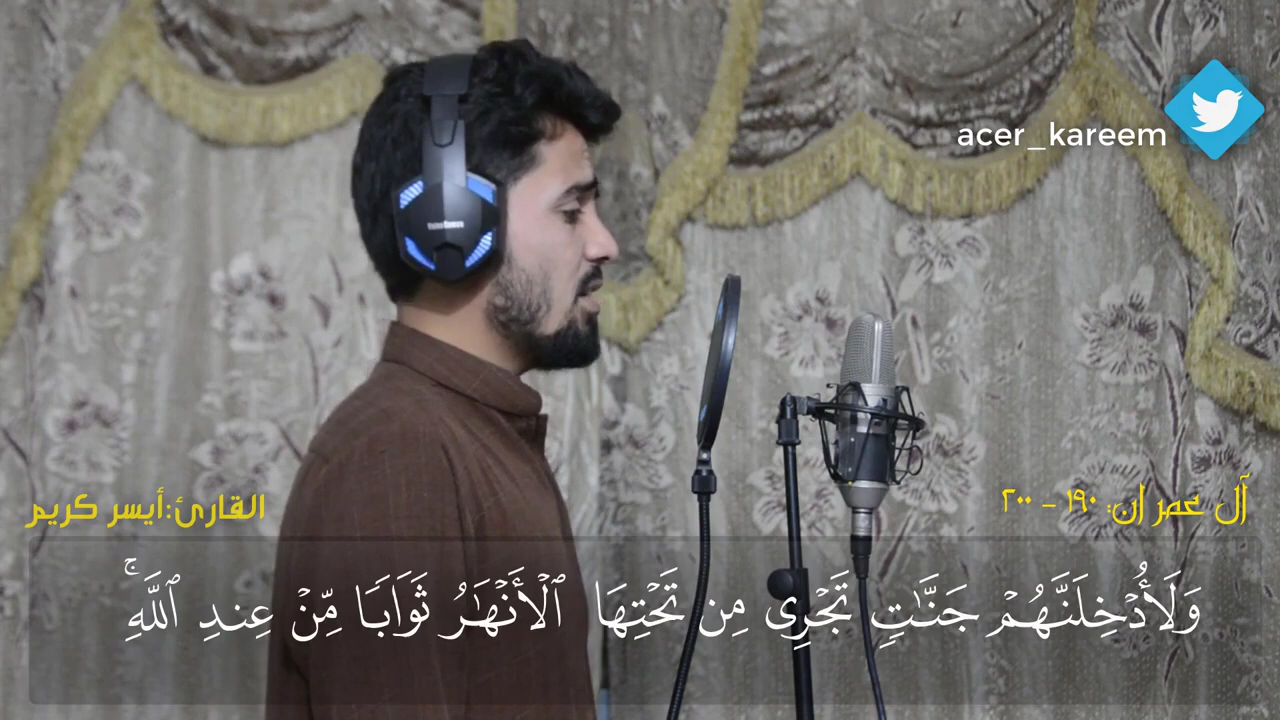 acer_kareem
آل عمران: ١٩٠ - ٢٠٠
القارئ:أيسر كريم
وَلَأُدْخِلَنَّهُمْ جَنَّٰتٍ تَجْرِى مِن تَحْتِهَا ٱلْأَنْهَٰرُ ثَوَابًا مِّنْ عِندِ ٱللَّهِ ۚ